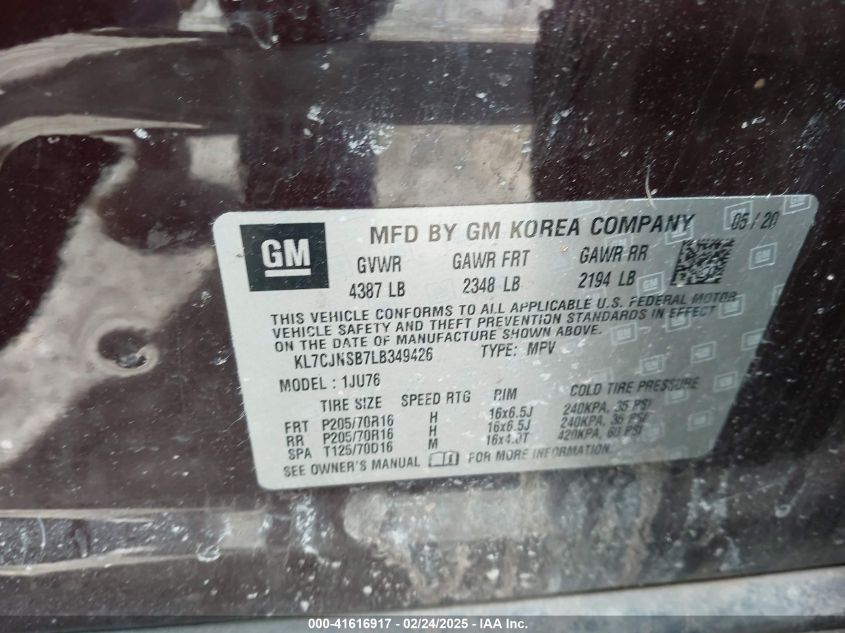 GM
MFD BY GM KOREA COMPANY 05/20
GVWR GAWR FRT GAWR RR
4387 LB 2348 LB 2194 LB
THIS VEHICLE CONFORMS TO ALL APPLICABLE U.S. FEDERAL MOTOR
VEHICLE SAFETY AND THEFT PREVENTION STANDARDS IN EFFECT
ON THE DATE OF MANUFACTURE SHOWN ABOVE.
KL7CJNSB7LB349426 TYPE: MPV
MODEL: 1JU76
TIRE SIZE SPEED RTG RIM COLD TIRE PRESSURE
FRT P205/70R16 H 16x6.5J 240KPA, 35 PSI
RR P205/70R16 H 16x6.5J 240KPA, 35 PSI
SPA T125/70D16 M 16x4.0T 420KPA, 60 PSI
SEE OWNER'S MANUAL FOR MORE INFORMATION
000-41616917 - 02/24/2025 - IAA Inc.